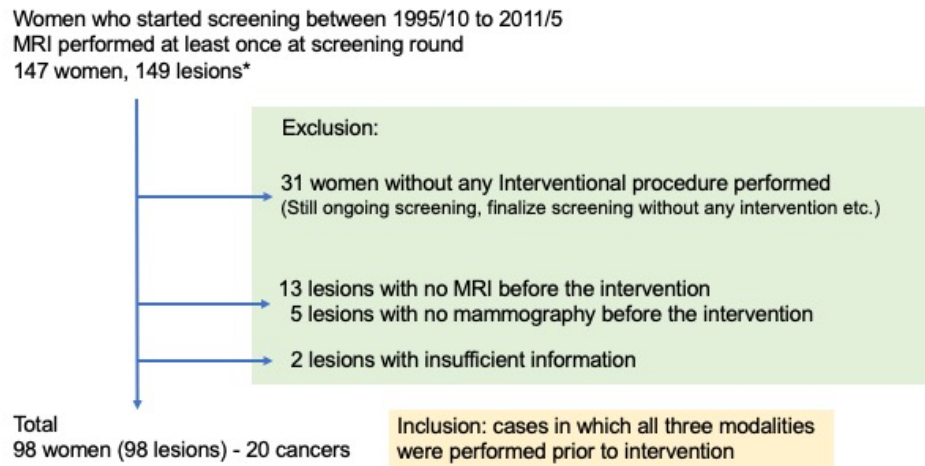 Women who started screening between 1995/10 to 2011/5
MRI performed at least once at screening round
147 women, 149 lesions*
Exclusion:
31 women without any Interventional procedure performed
(Still ongoing screening, finalize screening without any intervention etc.)
13 lesions with no MRI before the intervention
5 lesions with no mammography before the intervention
2 lesions with insufficient information
Total
98 women (98 lesions) - 20 cancers
Inclusion: cases in which all three modalities
were performed prior to intervention